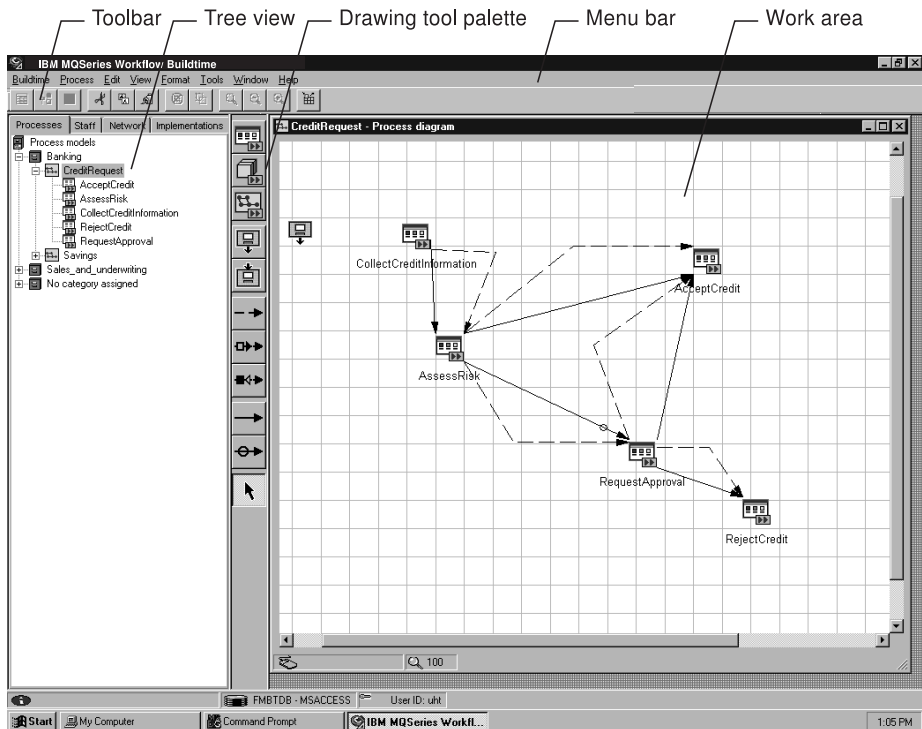 Toolbar Tree view Drawing tool palette Menu bar Work area
IBM MQSeries Workflow Buildtime
Buildtime Process Edit View Format Tools Window Help
Processes Staff Network Implementations
Process models
Banking
CreditRequest
AcceptCredit
AssessRisk
CollectCreditInformation
RejectCredit
RequestApproval
Savings
Sales_and_underwriting
No category assigned
CreditRequest - Process diagram
CollectCreditInformation
AcceptCredit
AssessRisk
RequestApproval
RejectCredit
100
FMBTDB - MSACCESS User ID: uht
Start My Computer Command Prompt IBM MQSeries Workfl... 1:05 PM